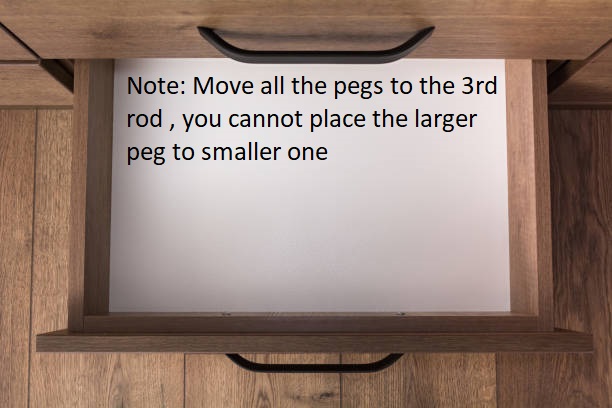 Note: Move all the pegs to the 3rd
rod , you cannot place the larger
peg to smaller one